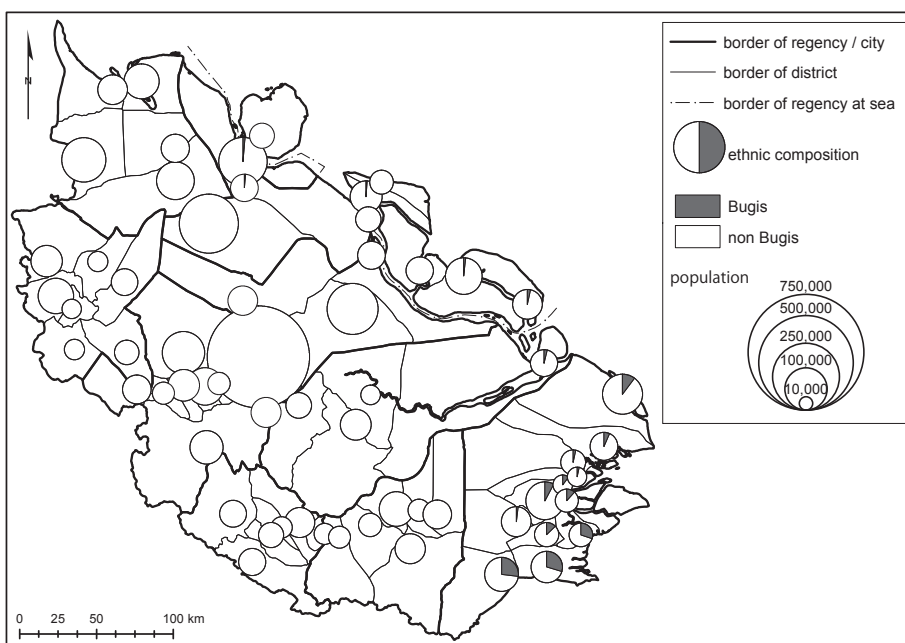 N
border of regency / city
border of district
border of regency at sea
ethnic composition
Bugis
non Bugis
population
750,000
500,000
250,000
100,000
10,000
0 25 50 100 km